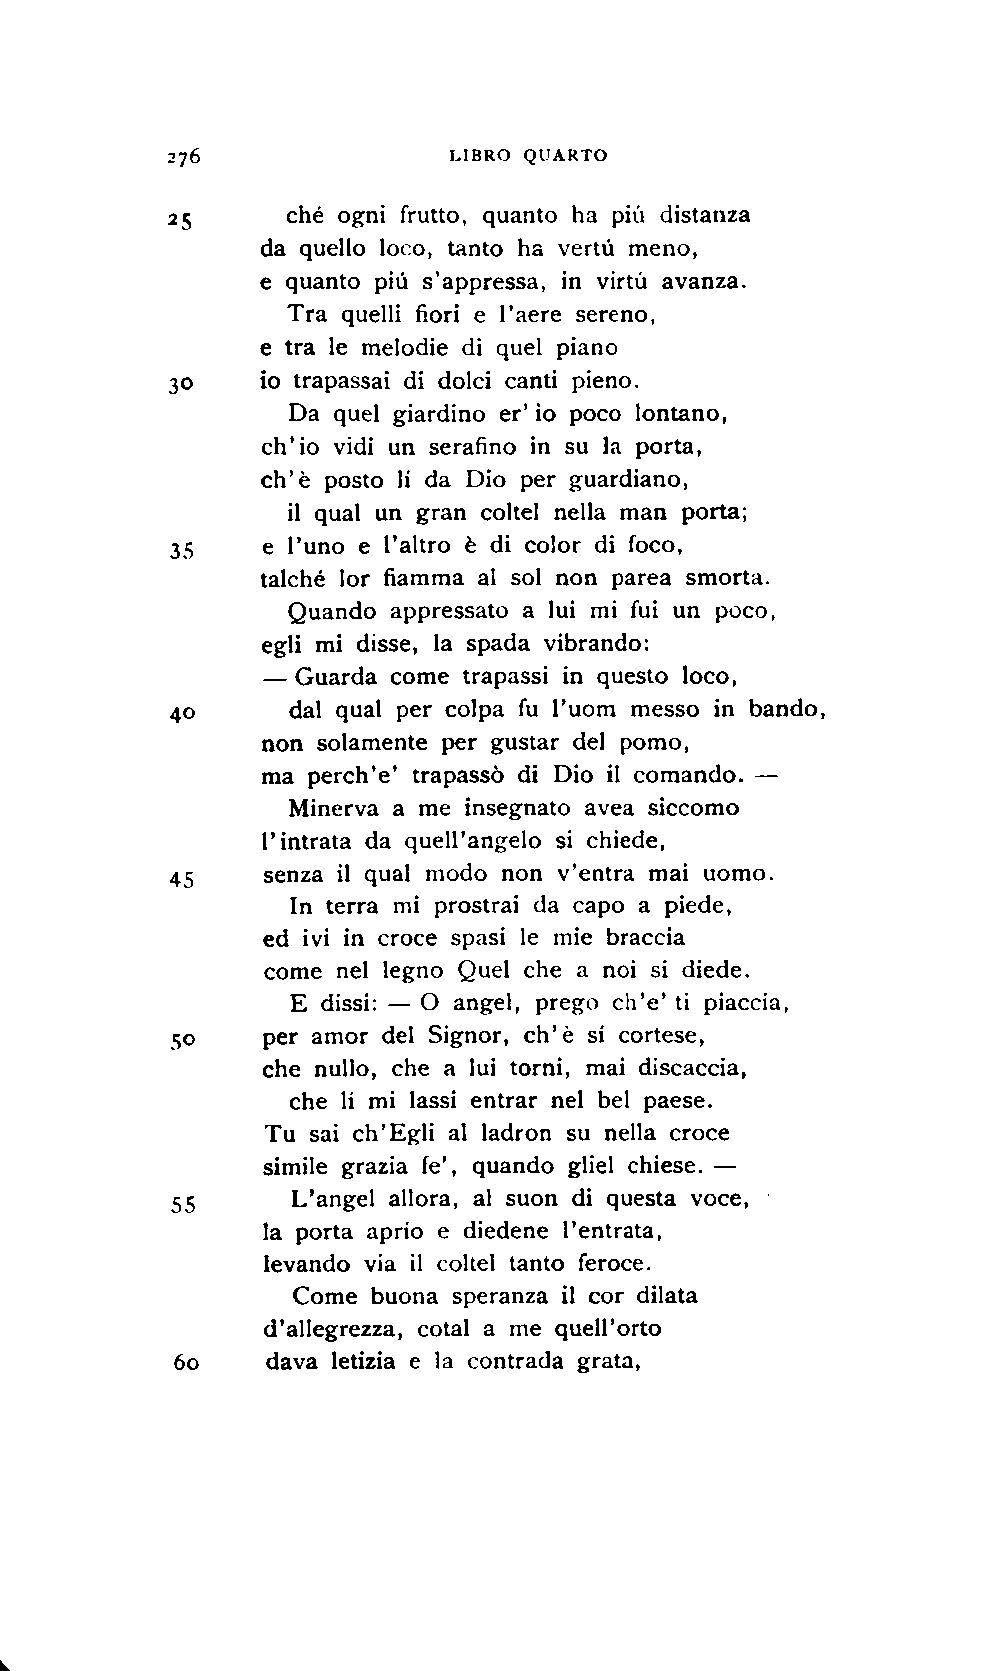 276 LIBRO QUARTO
25 ché ogni frutto, quanto ha piú distanza
da quello loco, tanto ha vertú meno,
e quanto piú s'appressa, in virtú avanza.
Tra quelli fiori e l'aere sereno,
e tra le melodie di quel piano
30 io trapassai di dolci canti pieno.
Da quel giardino er' io poco lontano,
ch'io vidi un serafino in su la porta,
ch'è posto lí da Dio per guardiano,
il qual un gran coltel nella man porta;
35 e l'uno e l'altro è di color di foco,
talché lor fiamma al sol non parea smorta.
Quando appressato a lui mi fui un poco,
egli mi disse, la spada vibrando:
— Guarda come trapassi in questo loco,
40 dal qual per colpa fu l'uom messo in bando,
non solamente per gustar del pomo,
ma perch'e' trapassò di Dio il comando. —
Minerva a me insegnato avea siccomo
l'intrata da quell'angelo si chiede,
45 senza il qual modo non v'entra mai uomo.
In terra mi prostrai da capo a piede,
ed ivi in croce spasi le mie braccia
come nel legno Quel che a noi si diede.
E dissi: — O angel, prego ch'e' ti piaccia,
50 per amor del Signor, ch'è sí cortese,
che nullo, che a lui torni, mai discaccia,
che lí mi lassi entrar nel bel paese.
Tu sai ch'Egli al ladron su nella croce
simile grazia fe', quando gliel chiese. —
55 L'angel allora, al suon di questa voce,
la porta aprio e diedene l'entrata,
levando via il coltel tanto feroce.
Come buona speranza il cor dilata
d'allegrezza, cotal a me quell'orto
60 dava letizia e la contrada grata,